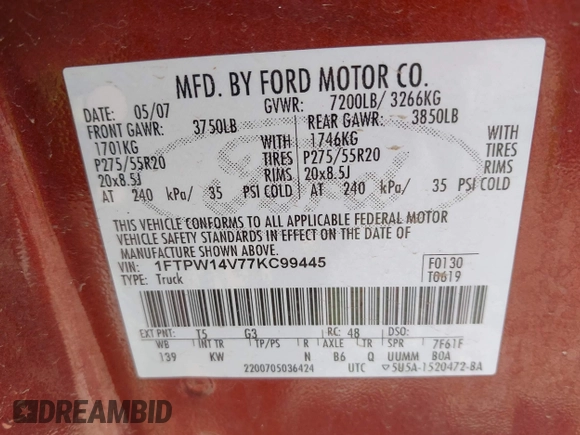 MFD. BY FORD MOTOR CO.
DATE: 05/07 GVWR: 7200LB/ 3266KG
FRONT GAWR: 3750LB REAR GAWR: 3850LB
1701KG WITH 1746KG WITH
P275/55R20 TIRES P275/55R20 TIRES
20x8.5J RIMS 20x8.5J RIMS
AT 240 kPa/ 35 PSI COLD AT 240 kPa/ 35 PSI COLD
THIS VEHICLE CONFORMS TO ALL APPLICABLE FEDERAL MOTOR
VEHICLE SAFETY STANDARDS IN EFFECT ON THE DATE OF
MANUFACTURE SHOWN ABOVE.
VIN: 1FTPW14V77KC99445 F0130
TYPE: Truck T0619
EXT PNT: T5 G3 RC: 48 DSO:
WB INT TR TP/PS R AXLE TR SPR 7F61F
139 KW N B6 Q UUMM BOA
2200705036424 UTC 5U5A-1520472-BA
DREAMBID